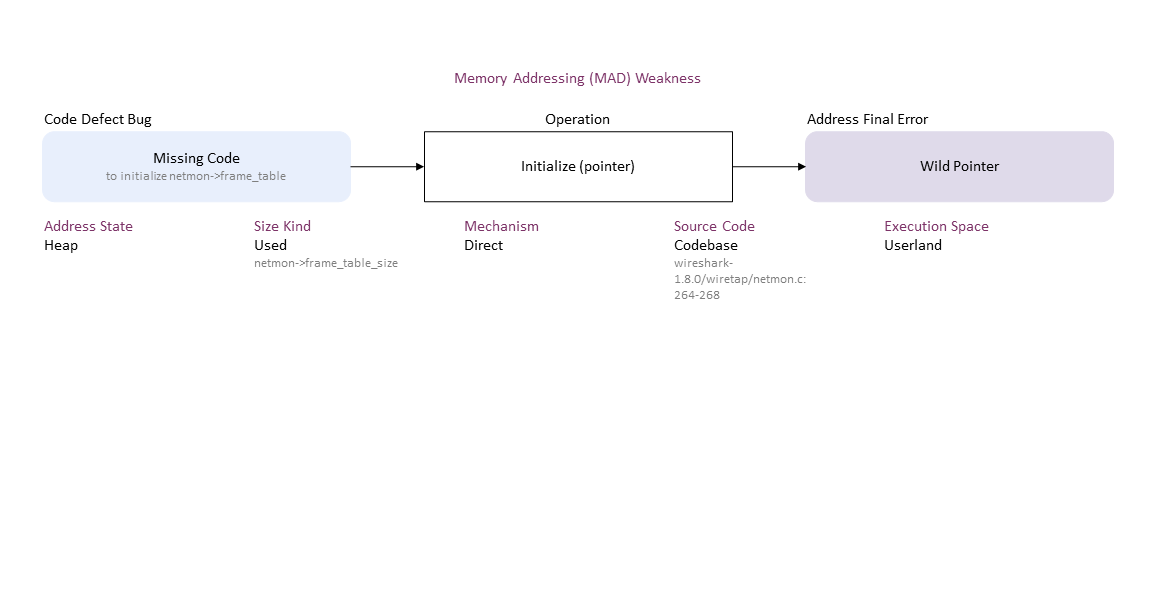 Memory Addressing (MAD) Weakness
Code Defect Bug
Operation
Address Final Error
Missing Code
to initialize netmon->frame_table
Initialize (pointer)
Wild Pointer
Address State
Heap
Size Kind
Used
netmon->frame_table_size
Mechanism
Direct
Source Code
Codebase
wireshark-
1.8.0/wiretap/netmon.c:
264-268
Execution Space
Userland